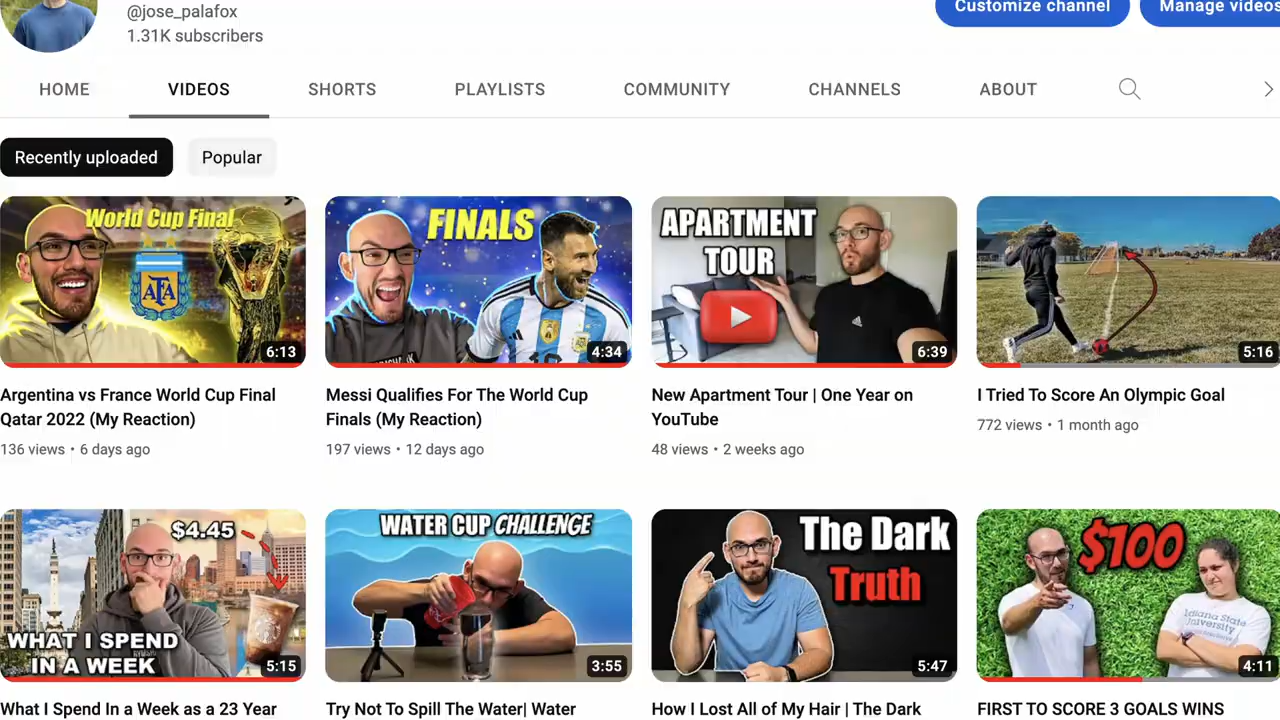 @jose_palafox
Customize channel
Manage videos
1.31K subscribers
HOME
VIDEOS
SHORTS
PLAYLISTS
COMMUNITY
CHANNELS
ABOUT
Recently uploaded
Popular
World Cup Final
AFA
6:13
FINALS
10
4:34
APARTMENT
TOUR
6:39
5:16
Argentina vs France World Cup Final
Qatar 2022 (My Reaction)
136 views • 6 days ago
Messi Qualifies For The World Cup
Finals (My Reaction)
197 views • 12 days ago
New Apartment Tour | One Year on
YouTube
48 views • 2 weeks ago
I Tried To Score An Olympic Goal
772 views • 1 month ago
$4.45
WHAT I SPEND
IN A WEEK
5:15
WATER CUP CHALLENGE
3:55
The Dark
Truth
5:47
$100
Indiana State
University
4:11
What I Spend In a Week as a 23 Year
Try Not To Spill The Water| Water
How I Lost All of My Hair | The Dark
FIRST TO SCORE 3 GOALS WINS